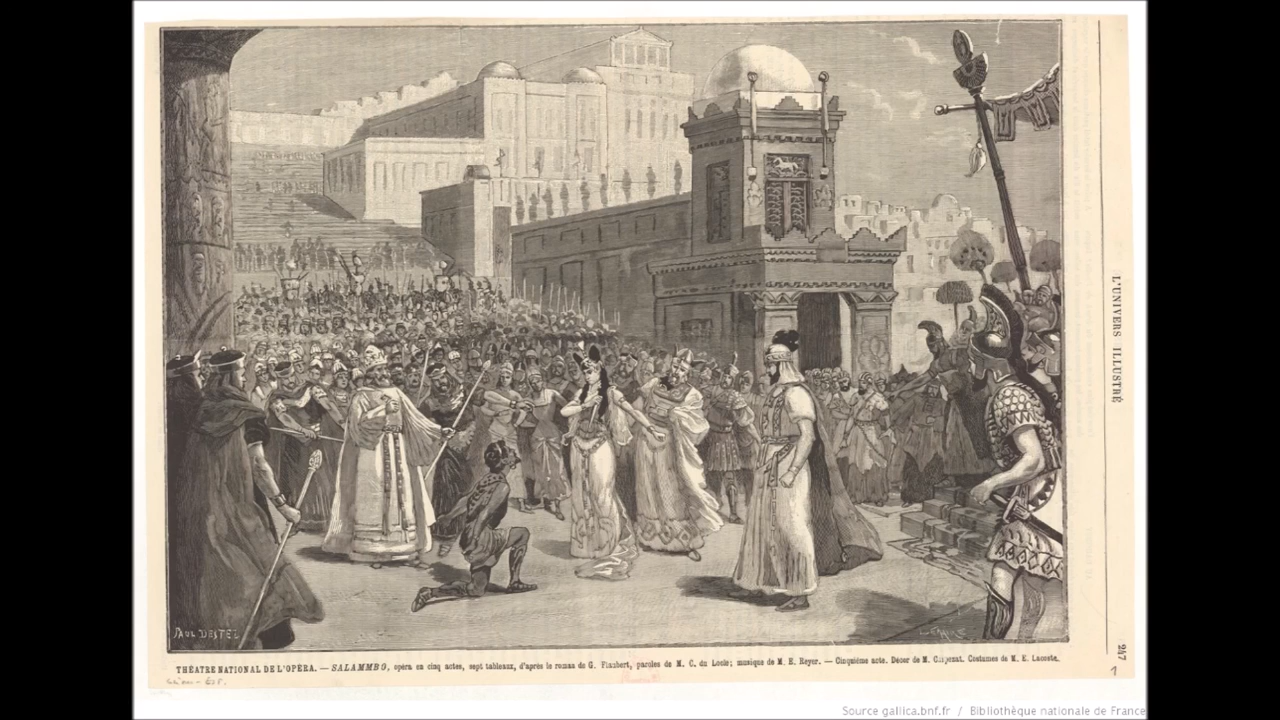 L'UNIVERS ILLUSTRÉ
PAUL DESTEZ
THÉATRE NATIONAL DE L'OPÉRA. — SALAMMBO, opéra en cinq actes, sept tableaux, d'après le roman de G. Flaubert, paroles de M. C. du Locle; musique de M. E. Reyer. — Cinquième acte. Décor de M. Carpezat. Costumes de M. E. Lacoste.
247
1
Source gallica.bnf.fr / Bibliothèque nationale de France